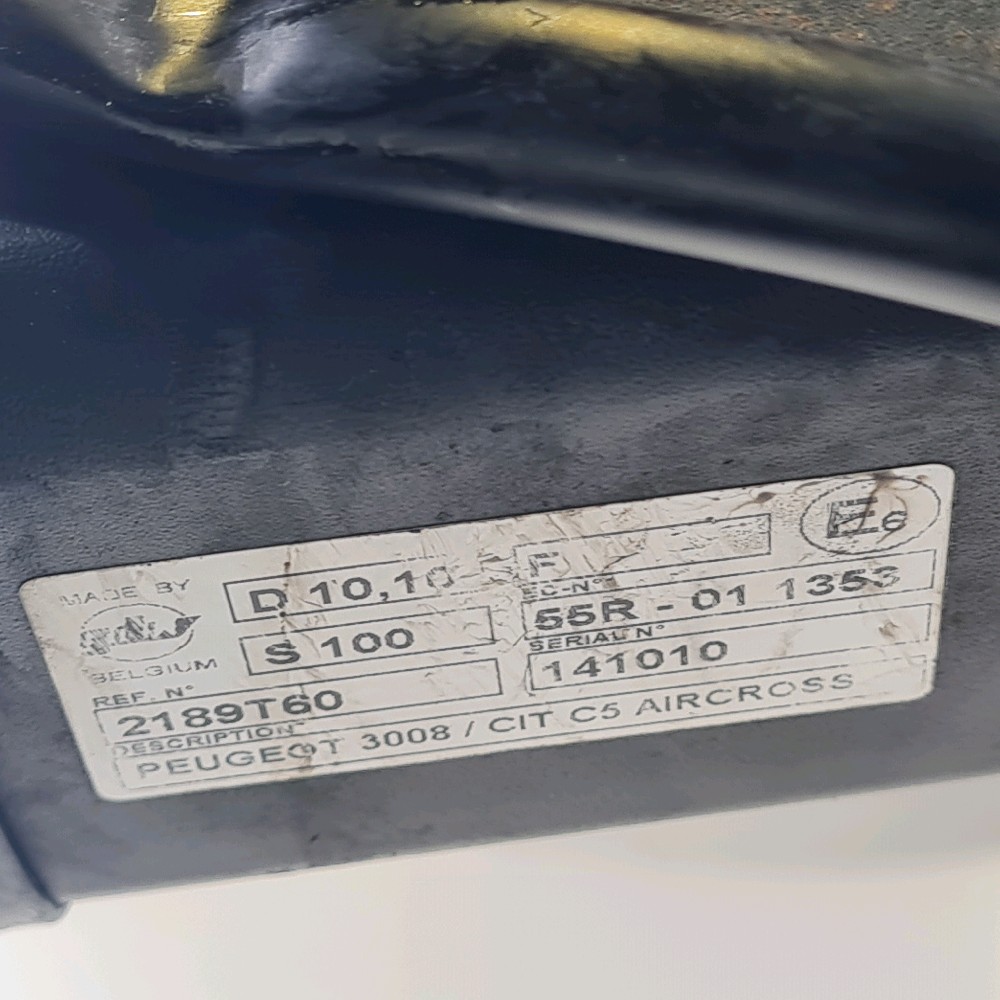 MADE BY
BELGIUM
D 10,10
F
E6
S 100
EC-N°
55R - 01 1353
REF. N°
2189T60
SERIAL N°
141010
DESCRIPTION
PEUGEOT 3008 / CIT C5 AIRCROSS